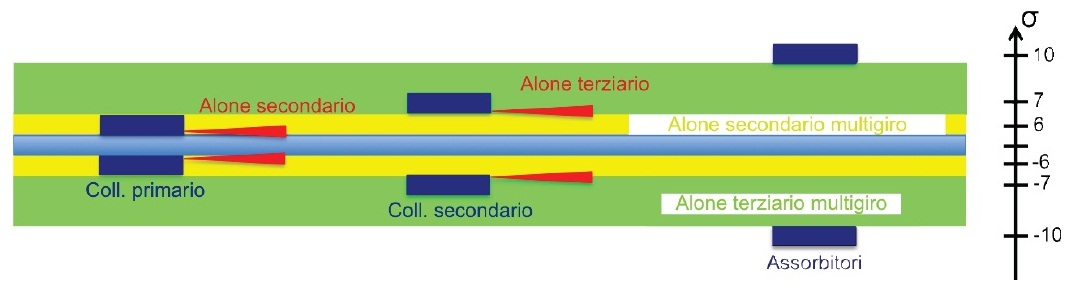 σ
10
Alone terziario
Alone secondario
7
Alone secondario multigiro
6
-6
Coll. primario
-7
Coll. secondario
Alone terziario multigiro
-10
Assorbitori